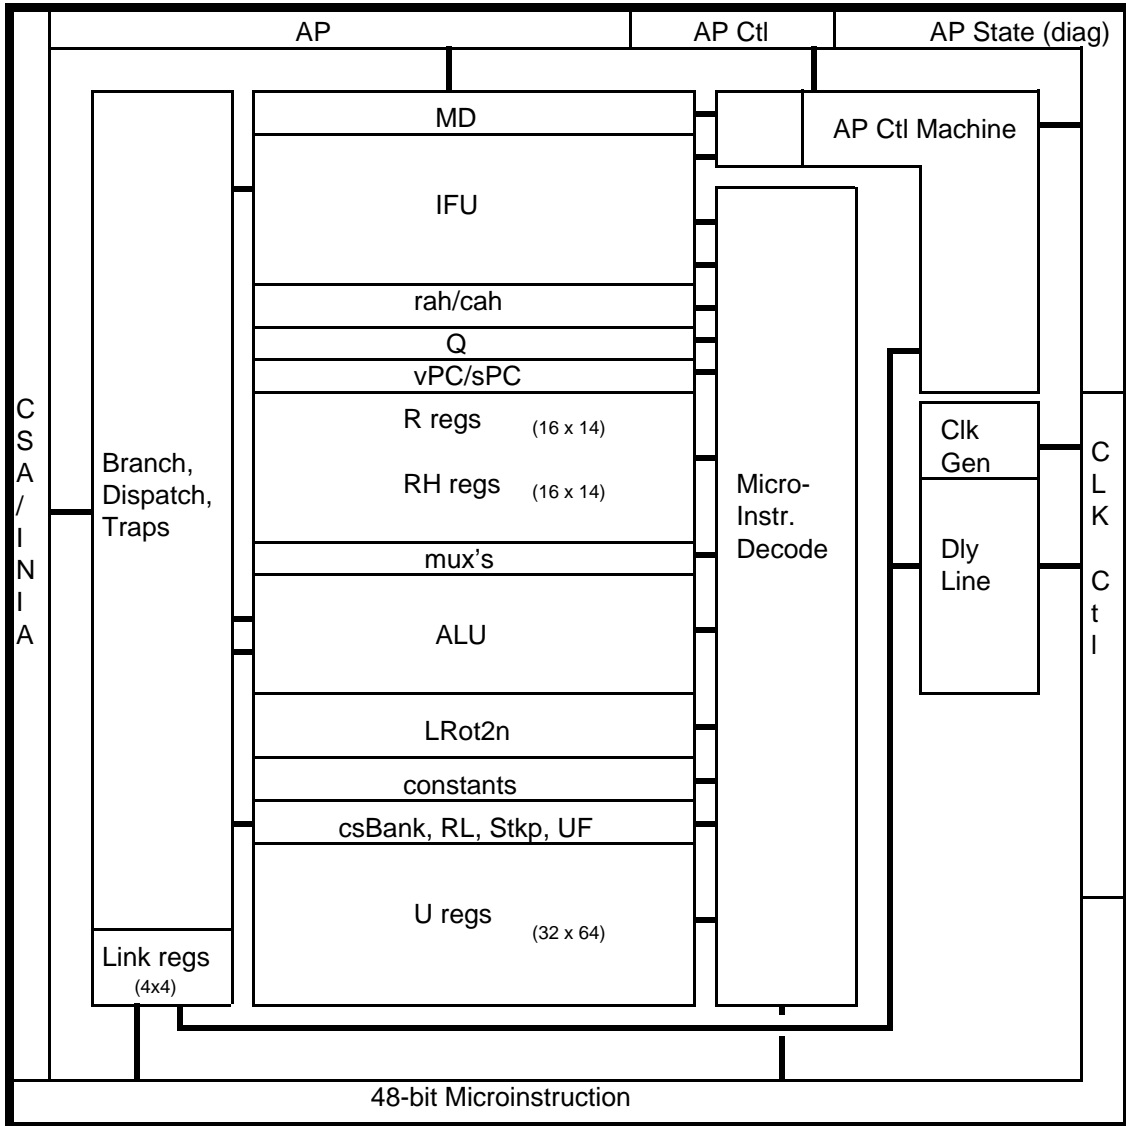 AP
AP Ctl
AP State (diag)
MD
AP Ctl Machine
IFU
rah/cah
Q
vPC/sPC
R regs (16 x 14)
RH regs (16 x 14)
mux's
ALU
LRot2n
constants
csBank, RL, Stkp, UF
U regs (32 x 64)
C
S
A
/
I
N
I
A
Branch,
Dispatch,
Traps
Link regs
(4x4)
Micro-
Instr.
Decode
Clk
Gen
Dly
Line
C
L
K
C
t
l
48-bit Microinstruction